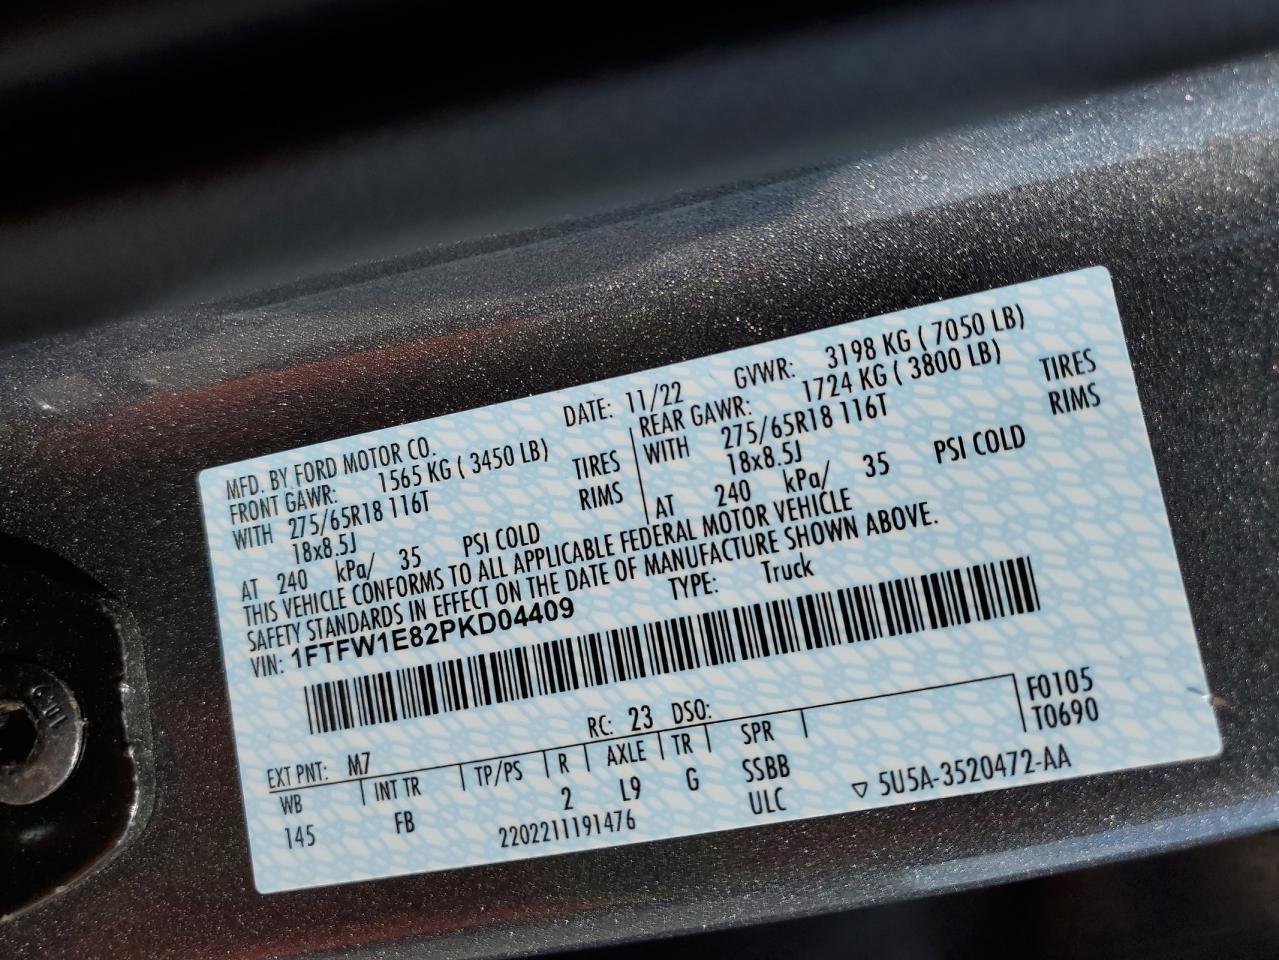 MFD. BY FORD MOTOR CO.
DATE: 11/22 GVWR: 3198 KG ( 7050 LB)
FRONT GAWR: 1565 KG ( 3450 LB)
WITH 275/65R18 116T TIRES
18x8.5J RIMS
AT 240 kPa/ 35 PSI COLD
REAR GAWR: 1724 KG ( 3800 LB)
WITH 275/65R18 116T TIRES
18x8.5J RIMS
AT 240 kPa/ 35 PSI COLD
THIS VEHICLE CONFORMS TO ALL APPLICABLE FEDERAL MOTOR VEHICLE
SAFETY STANDARDS IN EFFECT ON THE DATE OF MANUFACTURE SHOWN ABOVE.
VIN: 1FTFW1E82PKD04409 TYPE: Truck
EXT PNT: M7 RC: 23 DSO:
WB INT TR TP/PS R AXLE TR SPR
145 FB 2 L9 G SSBB
2202211191476 ULC
F0105
T0690
▽ 5U5A-3520472-AA